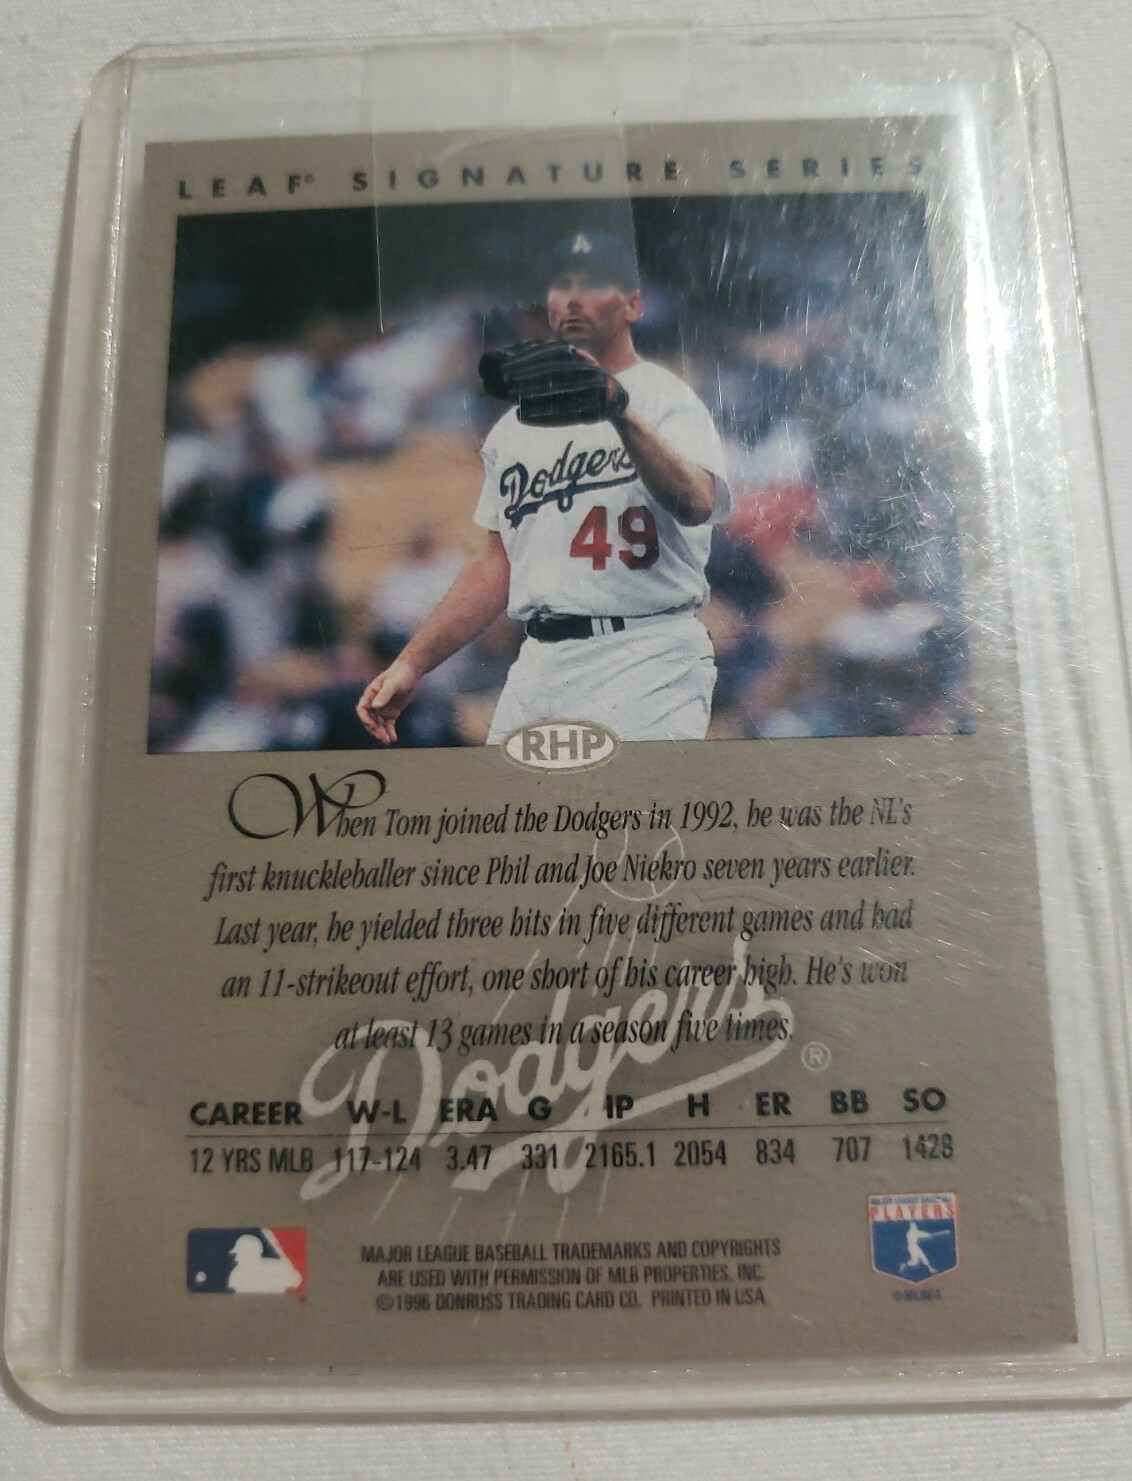 LEAF® SIGNATURE SERIES
A
Dodgers
49
RHP
When Tom joined the Dodgers in 1992, he was the NL's
first knuckleballer since Phil and Joe Niekro seven years earlier.
Last year, he yielded three hits in five different games and had
an 11-strikeout effort, one short of his career high. He's won
at least 13 games in a season five times.
Dodgers®
CAREER W-L ERA G IP H ER BB SO
12 YRS MLB 117-124 3.47 331 2165.1 2054 834 707 1428
MAJOR LEAGUE BASEBALL
PLAYERS
MAJOR LEAGUE BASEBALL TRADEMARKS AND COPYRIGHTS
ARE USED WITH PERMISSION OF MLB PROPERTIES, INC.
©1996 DONRUSS TRADING CARD CO. PRINTED IN USA
©MLBPA